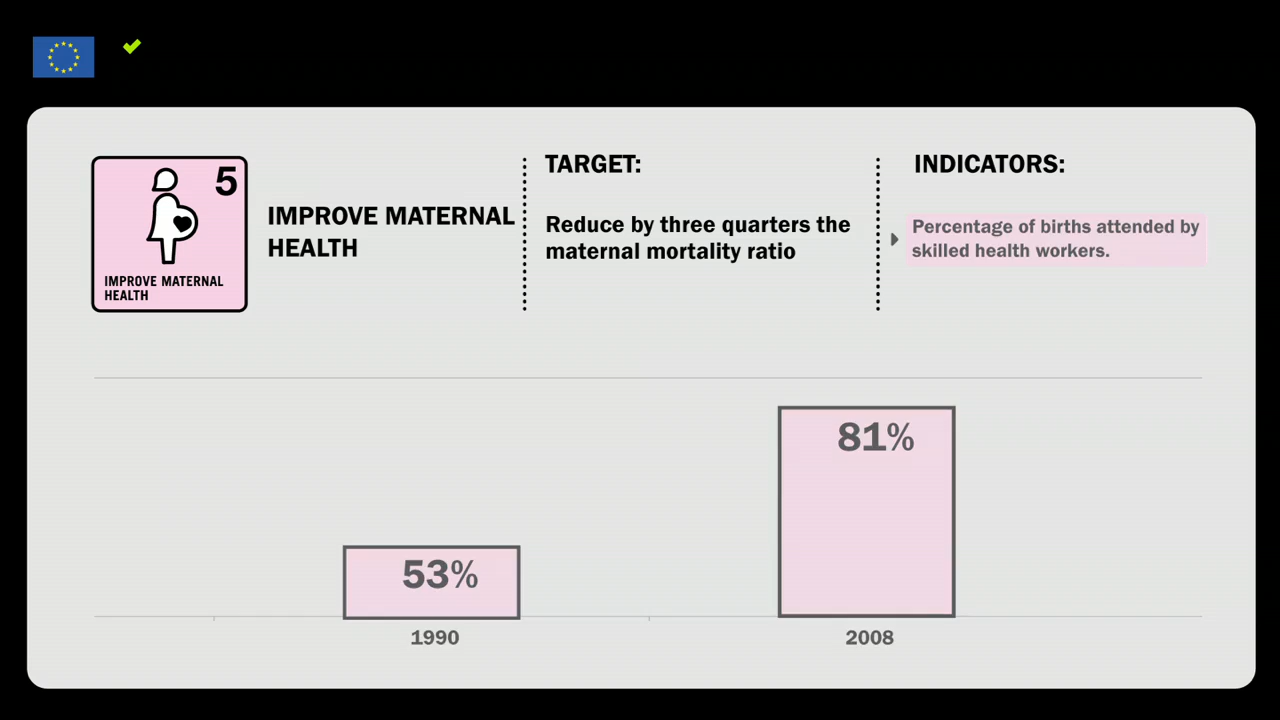 5
IMPROVE MATERNAL
HEALTH
IMPROVE MATERNAL
HEALTH
TARGET:
Reduce by three quarters the
maternal mortality ratio
INDICATORS:
Percentage of births attended by
skilled health workers.
53%
81%
1990
2008